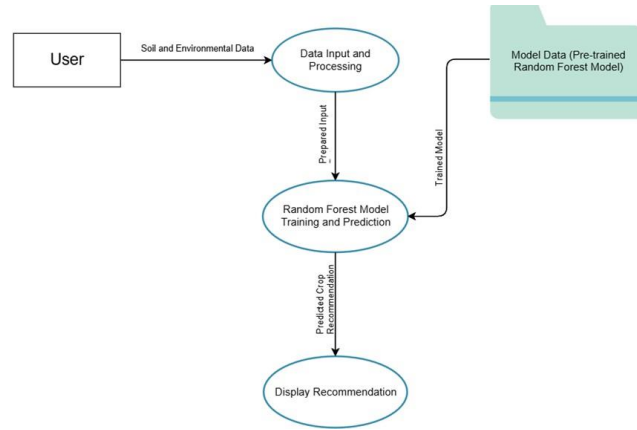 User
Soil and Environmental Data
Data Input and
Processing
Model Data (Pre-trained
Random Forest Model)
Prepared Input
Trained Model
Random Forest Model
Training and Prediction
Predicted Crop
Recommendation
Display Recommendation